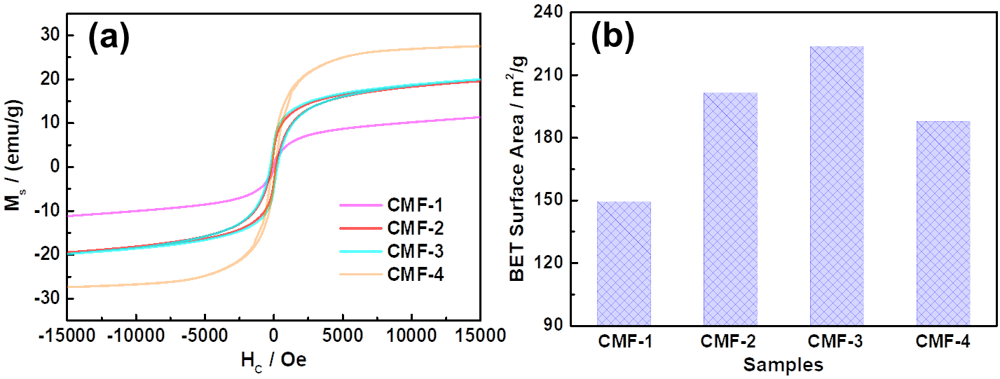 (a)
30
20
10
0
-10
-20
-30
Ms / (emu/g)
CMF-1
CMF-2
CMF-3
CMF-4
-15000 -10000 -5000 0 5000 10000 15000
HC / Oe
(b)
240
210
180
150
120
90
BET Surface Area / m²/g
CMF-1 CMF-2 CMF-3 CMF-4
Samples